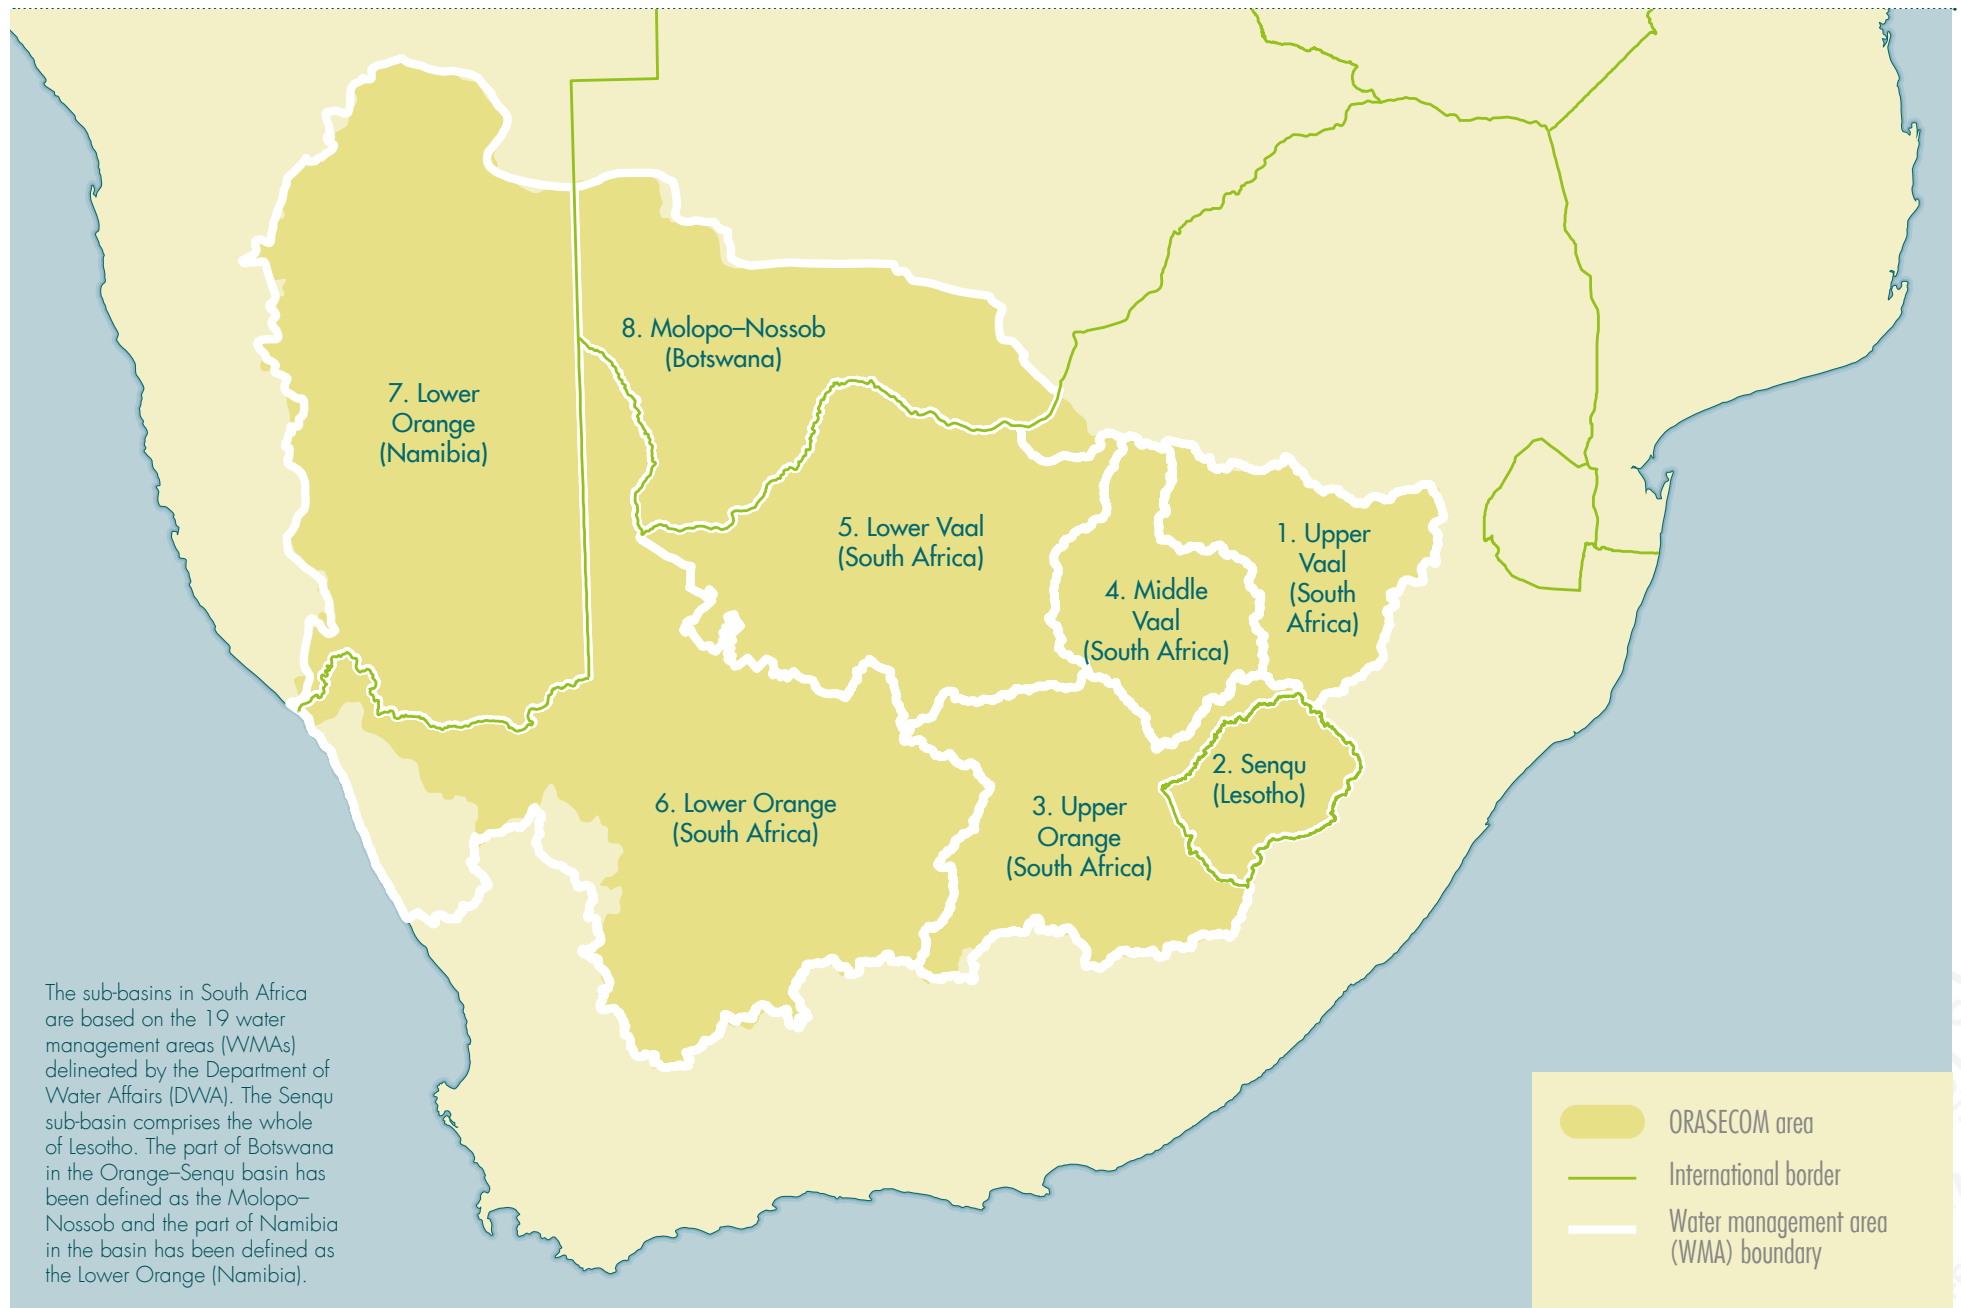 8. Molopo–Nossob
(Botswana)
7. Lower
Orange
(Namibia)
5. Lower Vaal
(South Africa)
1. Upper
Vaal
(South
Africa)
4. Middle
Vaal
(South Africa)
2. Senqu
(Lesotho)
6. Lower Orange
(South Africa)
3. Upper
Orange
(South Africa)
The sub-basins in South Africa
are based on the 19 water
management areas (WMAs)
delineated by the Department of
Water Affairs (DWA). The Senqu
sub-basin comprises the whole
of Lesotho. The part of Botswana
in the Orange–Senqu basin has
been defined as the Molopo–
Nossob and the part of Namibia
in the basin has been defined as
the Lower Orange (Namibia).
ORASECOM area
International border
Water management area
(WMA) boundary